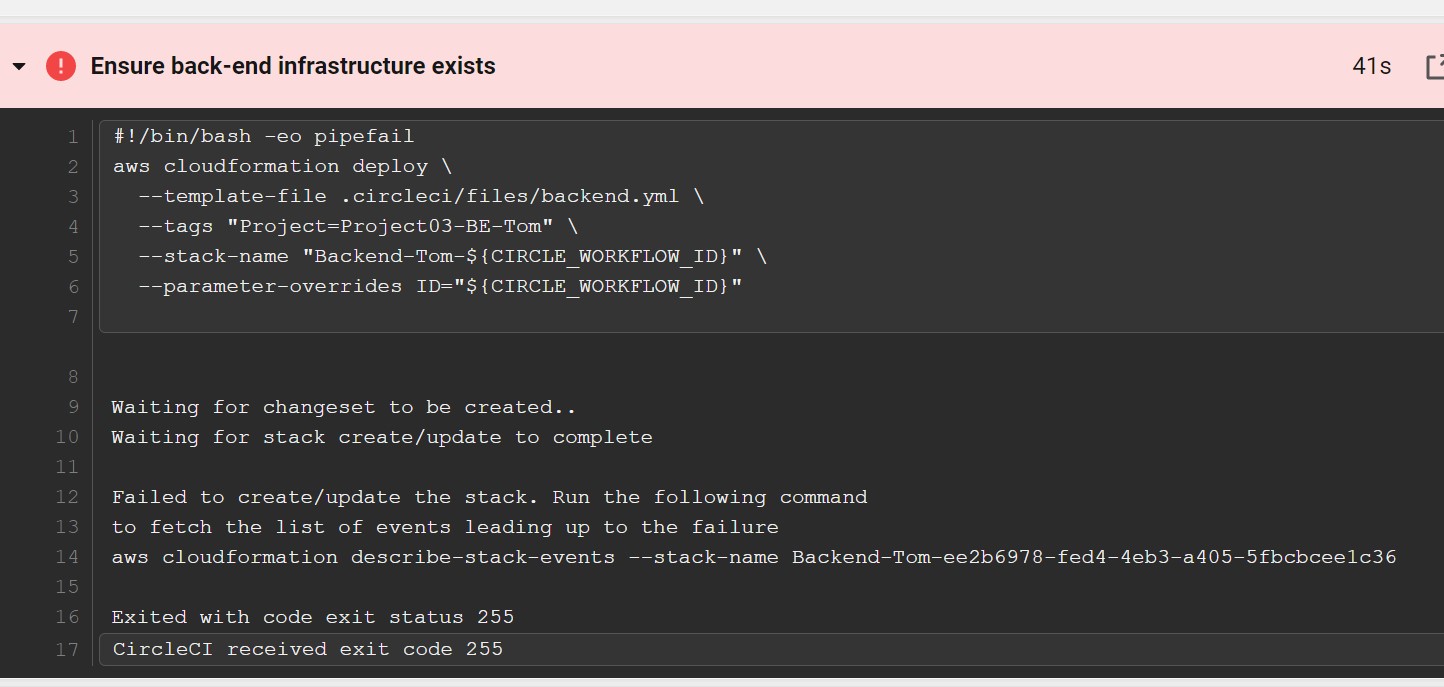 Ensure back-end infrastructure exists 41s
1 #!/bin/bash -eo pipefail
2 aws cloudformation deploy \
3 --template-file .circleci/files/backend.yml \
4 --tags "Project=Project03-BE-Tom" \
5 --stack-name "Backend-Tom-${CIRCLE_WORKFLOW_ID}" \
6 --parameter-overrides ID="${CIRCLE_WORKFLOW_ID}"
7
8
9 Waiting for changeset to be created..
10 Waiting for stack create/update to complete
11
12 Failed to create/update the stack. Run the following command
13 to fetch the list of events leading up to the failure
14 aws cloudformation describe-stack-events --stack-name Backend-Tom-ee2b6978-fed4-4eb3-a405-5fbcbcee1c36
15
16 Exited with code exit status 255
17 CircleCI received exit code 255